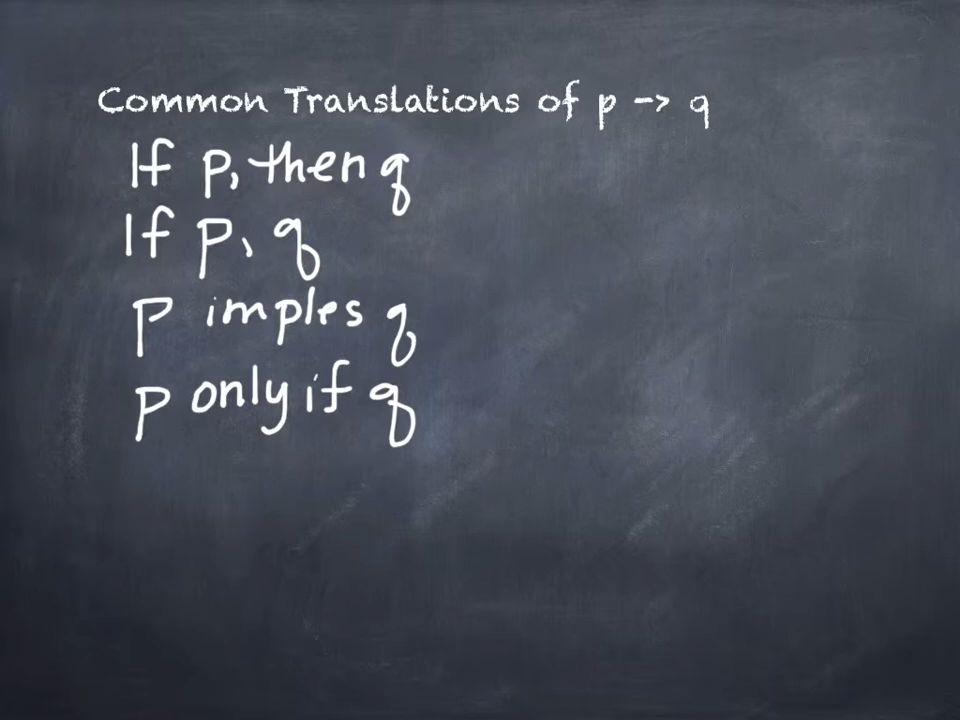 Common Translations of p -> q
If p, then q
If p, q
p imples q
p only if q